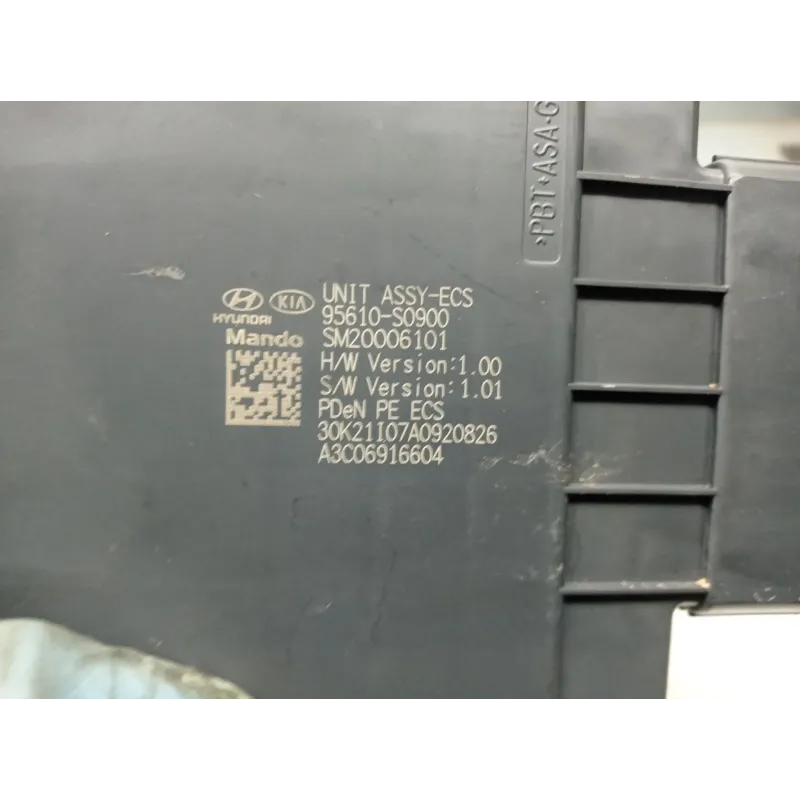 HYUNDAI KIA
Mando
UNIT ASSY-ECS
95610-S0900
SM20006101
H/W Version:1.00
S/W Version:1.01
PDeN PE ECS
30K21I07A0920826
A3C06916604
>PBT+ASA-G